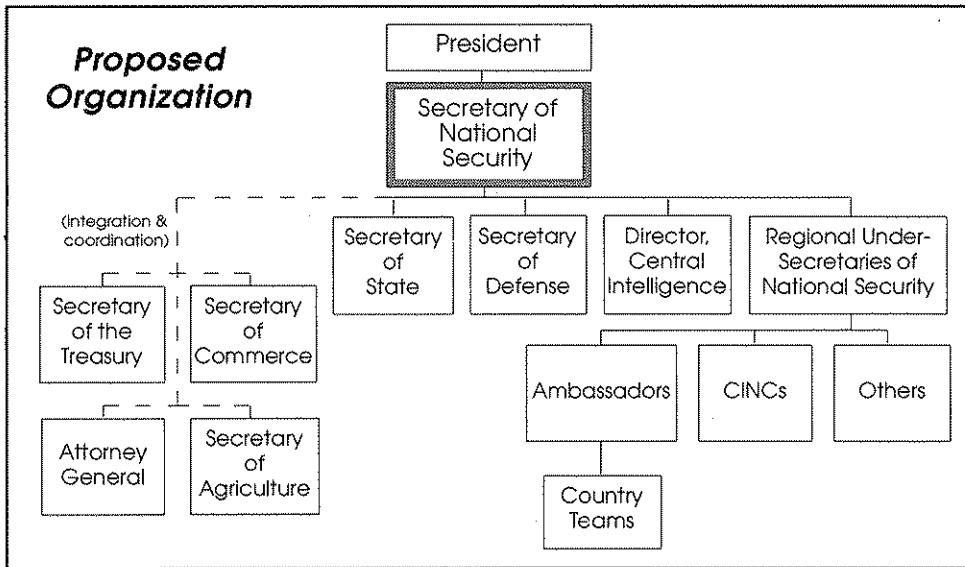 Proposed
Organization
President
Secretary of
National
Security
(Integration &
coordination)
Secretary
of
State
Secretary
of
Defense
Director,
Central
Intelligence
Regional Under-
Secretaries of
National Security
Secretary
of the
Treasury
Secretary
of
Commerce
Ambassadors
CINCs
Others
Attorney
General
Secretary
of
Agriculture
Country
Teams